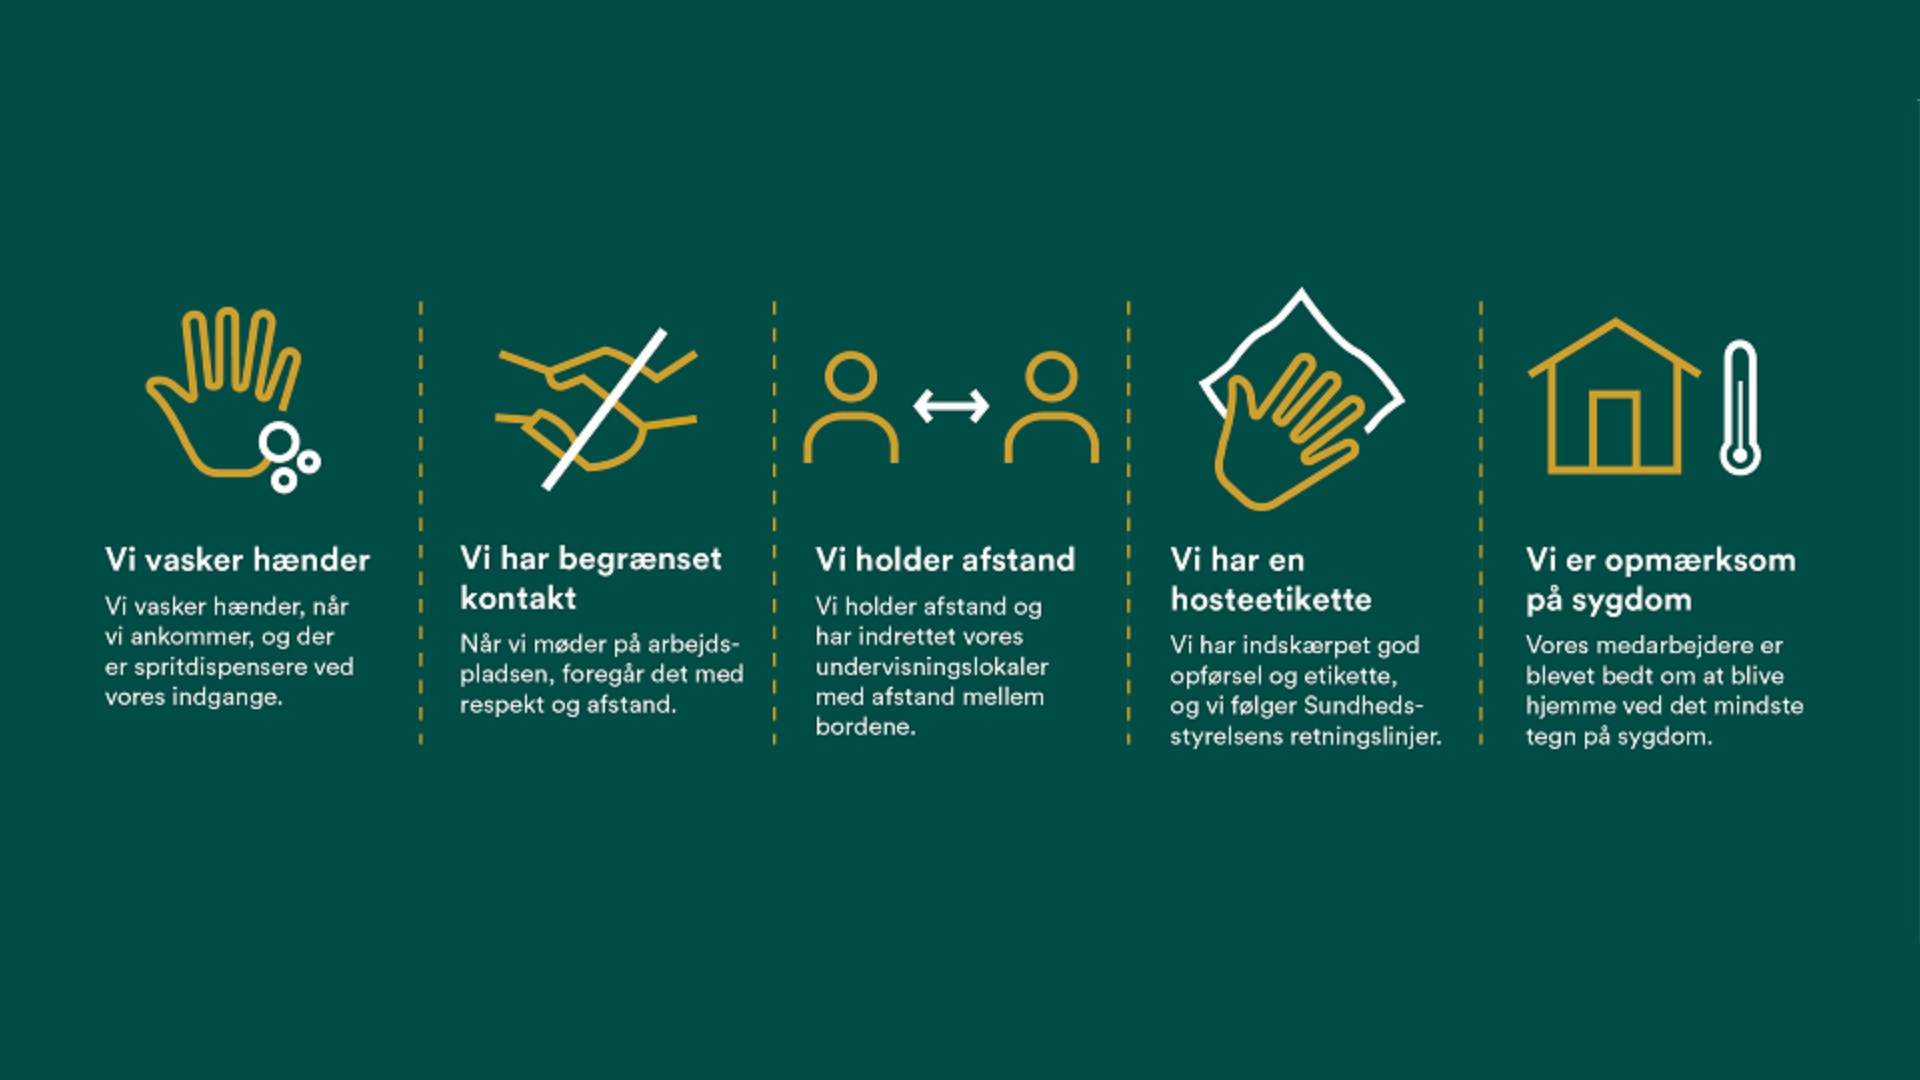 Vi vasker hænder
Vi vasker hænder, når
vi ankommer, og der
er spritdispensere ved
vores indgange.
Vi har begrænset
kontakt
Når vi møder på arbejds-
pladsen, foregår det med
respekt og afstand.
Vi holder afstand
Vi holder afstand og
har indrettet vores
undervisningslokaler
med afstand mellem
bordene.
Vi har en
hosteetikette
Vi har indskærpet god
opførsel og etikette,
og vi følger Sundheds-
styrelsens retningslinjer.
Vi er opmærksom
på sygdom
Vores medarbejdere er
blevet bedt om at blive
hjemme ved det mindste
tegn på sygdom.